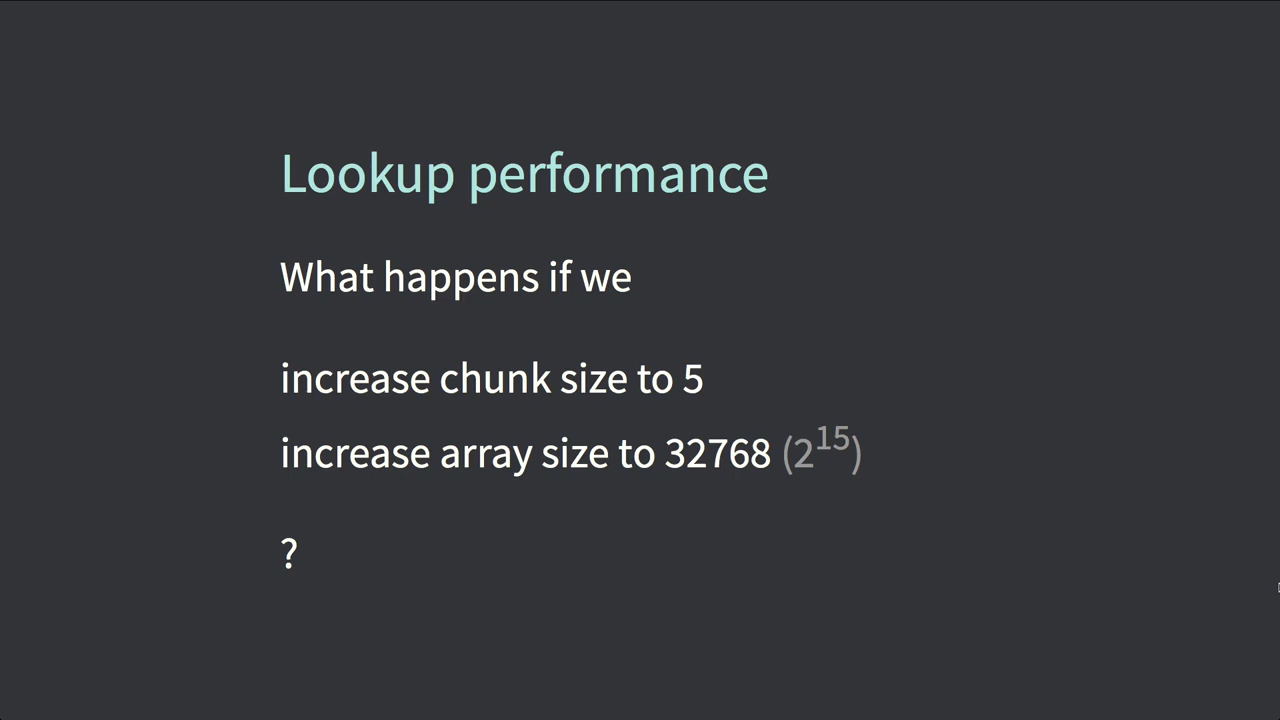 Lookup performance
What happens if we
increase chunk size to 5
increase array size to 32768 (2¹⁵)
?